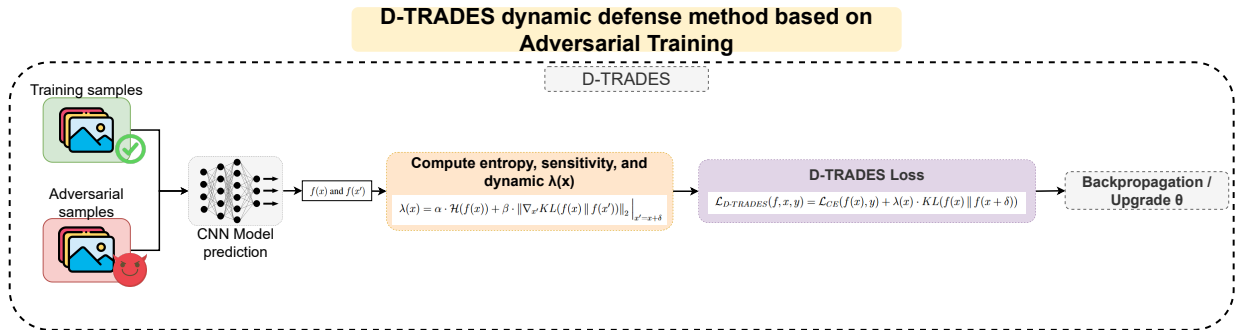 D-TRADES dynamic defense method based on
Adversarial Training
D-TRADES
Training samples
Adversarial
samples
CNN Model
prediction
f(x) and f(x′)
Compute entropy, sensitivity, and
dynamic λ(x)
λ(x) = α · ℋ(f(x)) + β · ‖∇ₓ′KL(f(x) ‖ f(x′))‖₂ |ₓ′₌ₓ₊δ
D-TRADES Loss
ℒ_D-TRADES(f, x, y) = ℒ_CE(f(x), y) + λ(x) · KL(f(x) ‖ f(x + δ))
Backpropagation /
Upgrade θ